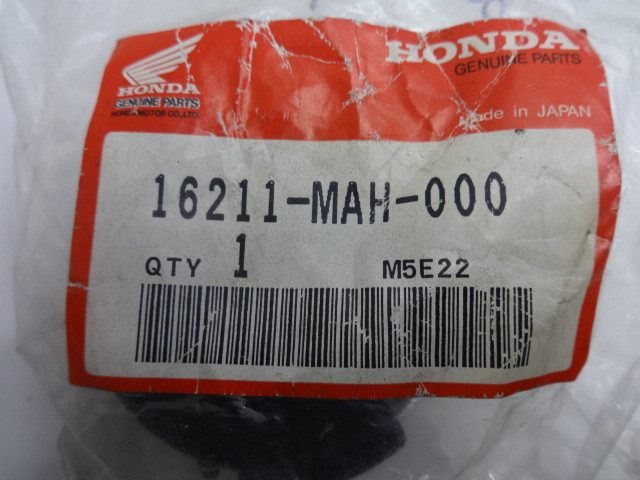 HONDA
GENUINE PARTS
HONDA MOTOR CO., LTD.
HONDA
GENUINE PARTS
Made in JAPAN
16211-MAH-000
QTY 1 M5E22